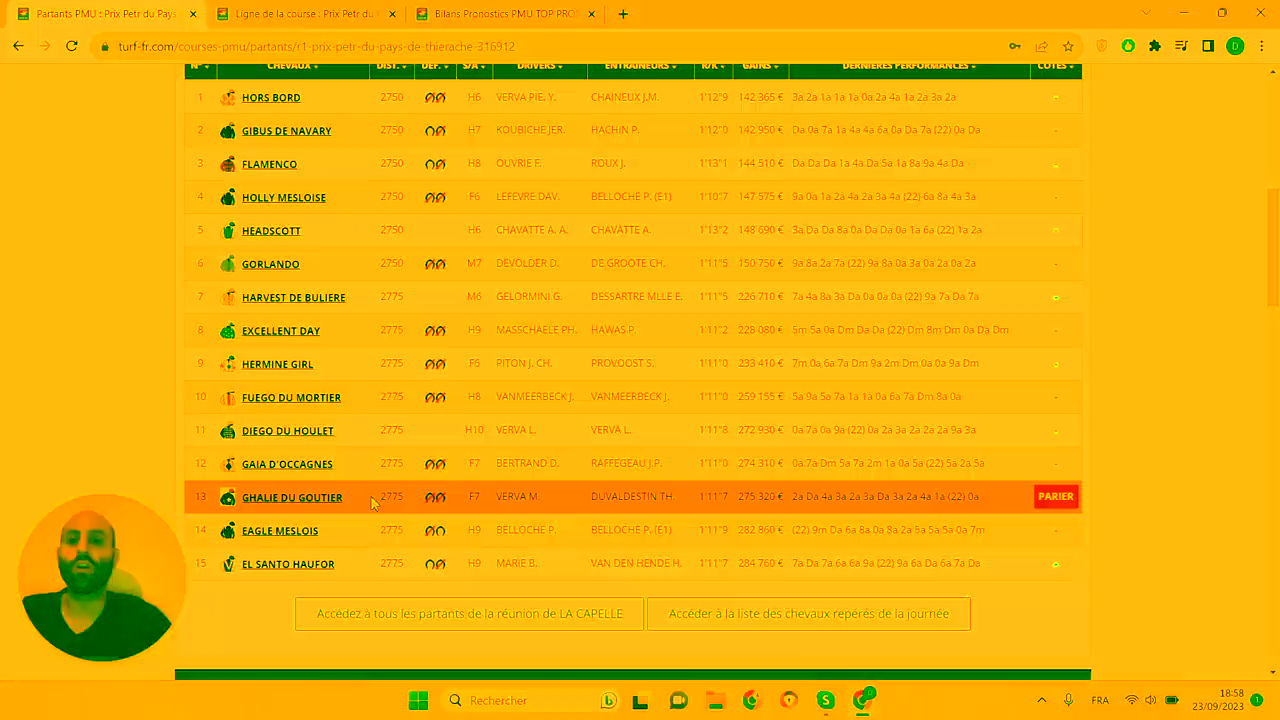 Partants PMU : Prix Petr du Pays
Ligne de la course : Prix Petr du
Bilans Pronostics PMU TOP PRO
turf-fr.com/courses-pmu/partants/r1-prix-petr-du-pays-de-thierache-316912
D
N° CHEVAUX DIST. DEF. S/A DRIVERS ENTRAINEURS R/K GAINS DERNIÈRES PERFORMANCES COTES
1 HORS BORD 2750 H6 VERVA PIE. Y. CHAINEUX J.M. 1'12"9 142 365 € 3a 2a 1a 1a 1a 0a 2a 4a 1a 2a 3a 2a
2 GIBUS DE NAVARY 2750 H7 KOUBICHE JER. HACHIN P. 1'12"0 142 950 € Da 0a 7a 1a 4a 4a 6a 0a Da 7a (22) 0a Da -
3 FLAMENCO 2750 H8 OUVRIE F. ROUX J. 1'13"1 144 510 € Da Da Da 1a 4a Da 5a 1a 8a 9a 4a Da
4 HOLLY MESLOISE 2750 F6 LEFEVRE DAV. BELLOCHE P. (E1) 1'10"7 147 575 € 9a 0a 1a 2a 4a 2a 3a 4a (22) 6a 8a 4a 3a -
5 HEADSCOTT 2750 H6 CHAVATTE A. A. CHAVATTE A. 1'13"2 148 690 € 3a Da Da 8a 0a Da Da Da 0a 1a 6a (22) 1a 2a
6 GORLANDO 2750 M7 DEVOLDER D. DE GROOTE CH. 1'11"5 150 750 € 9a 8a 2a 7a (22) 9a 8a 0a 3a 0a 2a 0a 2a -
7 HARVEST DE BULIERE 2775 M6 GELORMINI G. DESSARTRE MLLE E. 1'11"5 226 710 € 7a 4a 8a 3a Da 0a 0a 0a (22) 9a 7a Da 7a
8 EXCELLENT DAY 2775 H9 MASSCHAELE PH. HAWAS P. 1'11"2 228 080 € 5m 5a 0a Dm Da Da (22) Dm 8m Dm 0a Da Dm -
9 HERMINE GIRL 2775 F6 PITON J. CH. PROVOOST S. 1'11"0 233 410 € 7m 0a 6a 7a Dm 9a 2m Dm 0a 0a 9a Dm
10 FUEGO DU MORTIER 2775 H8 VANMEERBECK J. VANMEERBECK J. 1'11"0 259 155 € 5a 9a 5a 7a 1a 1a 0a 6a 7a Dm 8a 0a -
11 DIEGO DU HOULET 2775 H10 VERVA L. VERVA L. 1'11"8 272 930 € 0a 7a 0a 9a (22) 0a 2a 3a 2a 2a 2a 9a 3a
12 GAIA D'OCCAGNES 2775 F7 BERTRAND D. RAFFEGEAU J.P. 1'11"0 274 310 € 0a 7a Dm 5a 7a 2m 1a 0a 5a (22) 5a 2a 5a -
13 GHALIE DU GOUTIER 2775 F7 VERVA M. DUVALDESTIN TH. 1'11"7 275 320 € 2a Da 4a 3a 2a 3a Da 3a 2a 4a 1a (22) 0a PARIER
14 EAGLE MESLOIS 2775 H9 BELLOCHE P. BELLOCHE P. (E1) 1'11"9 282 860 € (22) 9m Da 6a 8a 0a 8a 2a 5a 5a 5a 0a 7m -
15 EL SANTO HAUFOR 2775 H9 MARIE B. VAN DEN HENDE H. 1'11"7 284 760 € 7a Da 7a 6a 6a 9a (22) 9a 6a Da 6a 7a Da
Accédez à tous les partants de la réunion de LA CAPELLE Accéder à la liste des chevaux repérés de la journée
Rechercher
FRA
18:58
23/09/2023